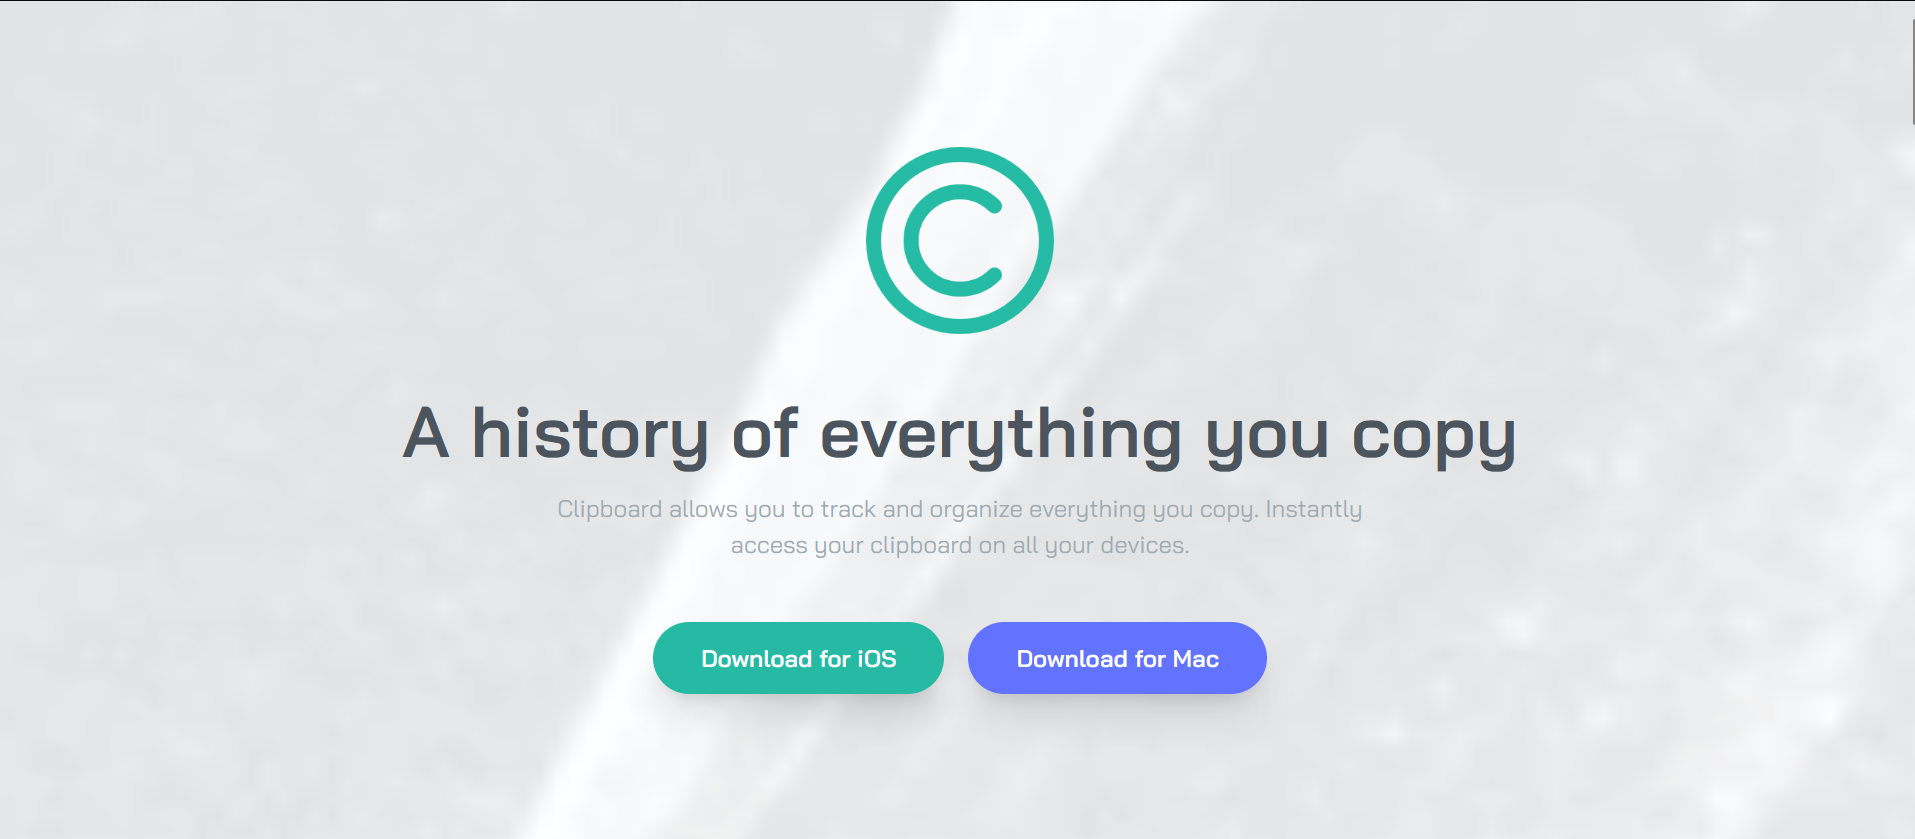 A history of everything you copy
Clipboard allows you to track and organize everything you copy. Instantly
access your clipboard on all your devices.
Download for iOS
Download for Mac